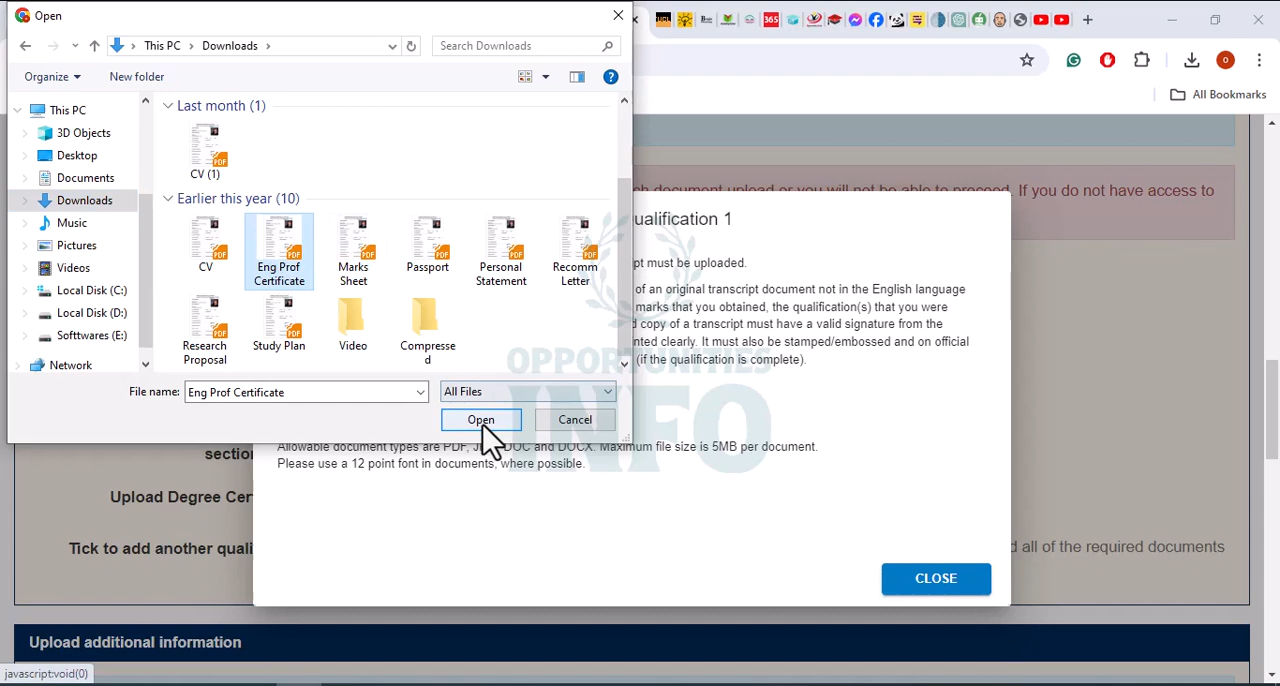 Open
365
This PC
Downloads
Search Downloads
Organize
New folder
All Bookmarks
This PC
3D Objects
Desktop
Documents
Downloads
Music
Pictures
Videos
Local Disk (C:)
Local Disk (D:)
Softtwares (E:)
Network
Last month (1)
CV (1)
Earlier this year (10)
CV
Eng Prof
Certificate
Marks
Sheet
Passport
Personal
Statement
Recomm
Letter
Research
Proposal
Study Plan
Video
Compresse
d
File name:
Eng Prof Certificate
All Files
Open
Cancel
document upload or you will not be able to proceed. If you do not have access to
ualification 1
must be uploaded.
of an original transcript document not in the English language
marks that you obtained, the qualification(s) that you were
d copy of a transcript must have a valid signature from the
nted clearly. It must also be stamped/embossed and on official
(if the qualification is complete).
OPPORTUNITIES
INFO
Allowable document types are PDF, DOC and DOCX. Maximum file size is 5MB per document.
Please use a 12 point font in documents, where possible.
CLOSE
section
Upload Degree Cer
Tick to add another quali
d all of the required documents
Upload additional information
javascript:void(0)